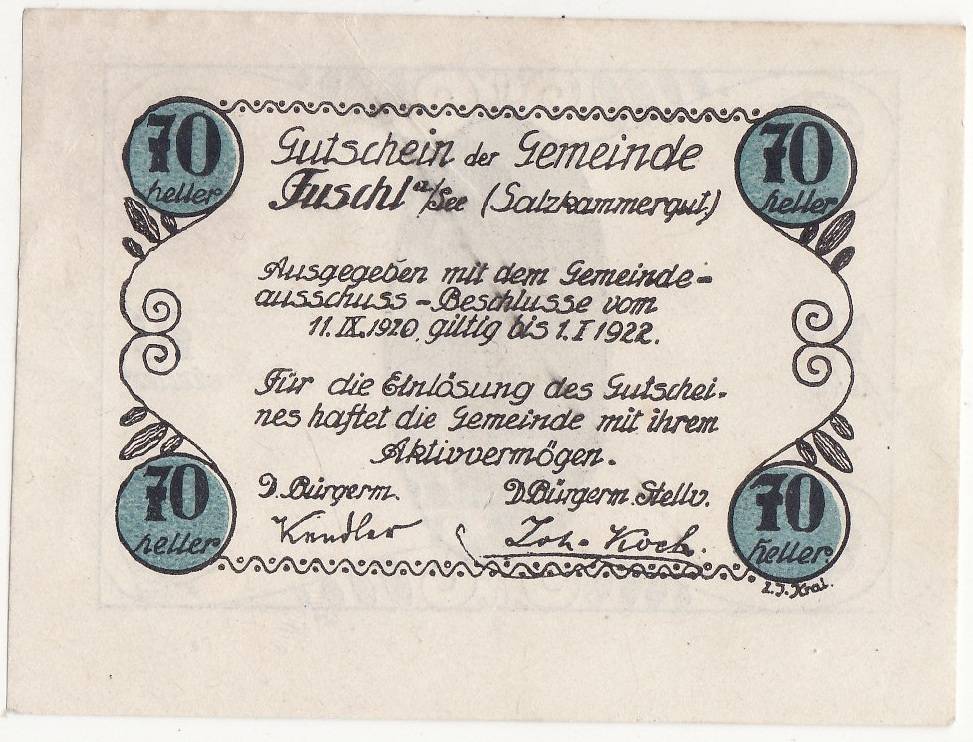 70 heller
70 heller
Gutschein der Gemeinde
Fuschl a/See (Salzkammergut)
Ausgegeben mit dem Gemeinde-
ausschuss-Beschlusse vom
11. IX. 1920. giltig bis 1. I 1922.
Für die Einlösung des Gutschei-
nes haftet die Gemeinde mit ihrem
Aktivvermögen.
D. Bürgerm. D. Bürgerm. Stellv.
Kendler Joh. Koch.
70 heller
70 heller